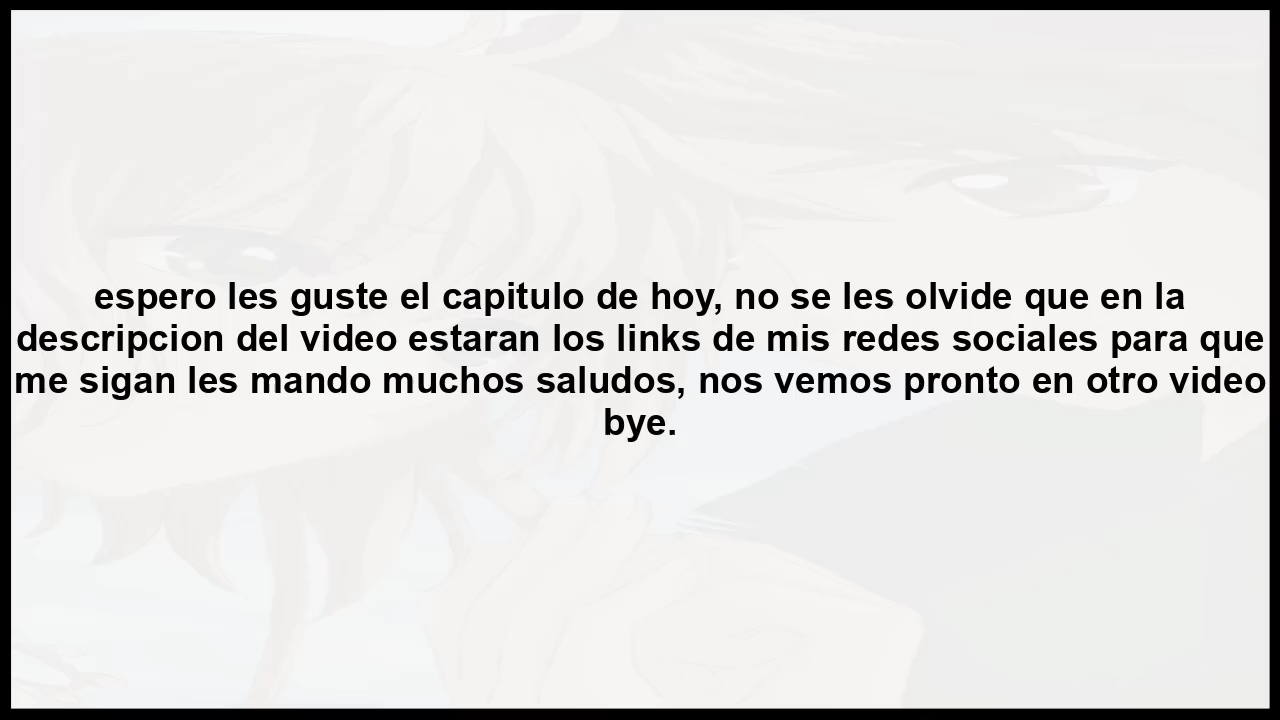 espero les guste el capitulo de hoy, no se les olvide que en la
descripcion del video estaran los links de mis redes sociales para que
me sigan les mando muchos saludos, nos vemos pronto en otro video
bye.